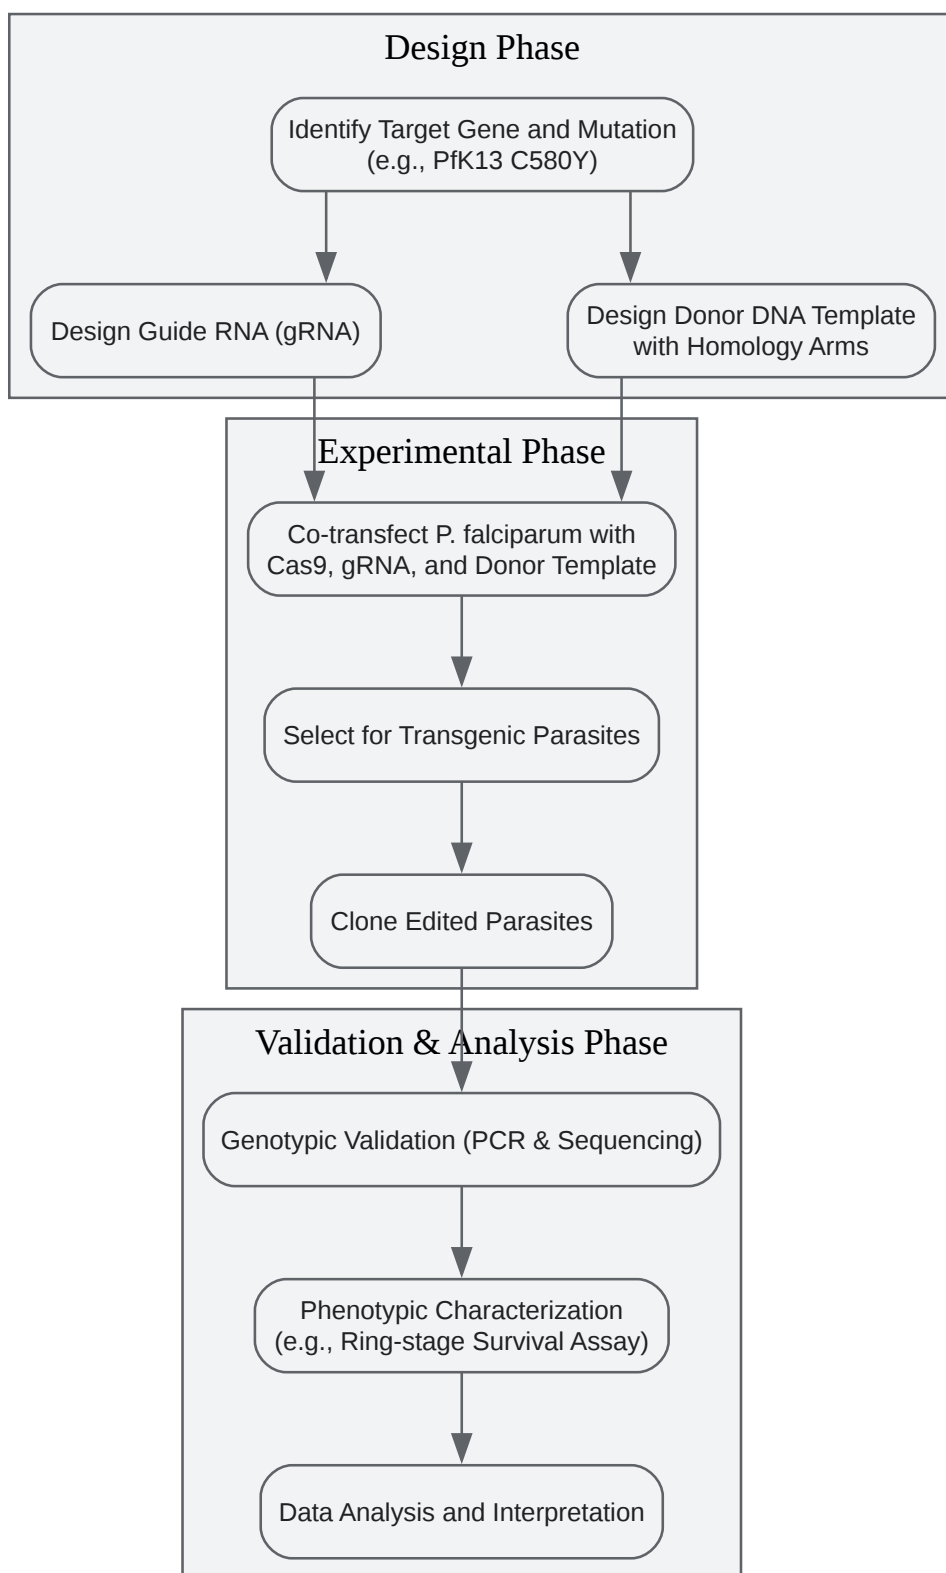 Design Phase
Identify Target Gene and Mutation
(e.g., PfK13 C580Y)
Design Guide RNA (gRNA)
Design Donor DNA Template
with Homology Arms
Experimental Phase
Co-transfect P. falciparum with
Cas9, gRNA, and Donor Template
Select for Transgenic Parasites
Clone Edited Parasites
Validation & Analysis Phase
Genotypic Validation (PCR & Sequencing)
Phenotypic Characterization
(e.g., Ring-stage Survival Assay)
Data Analysis and Interpretation